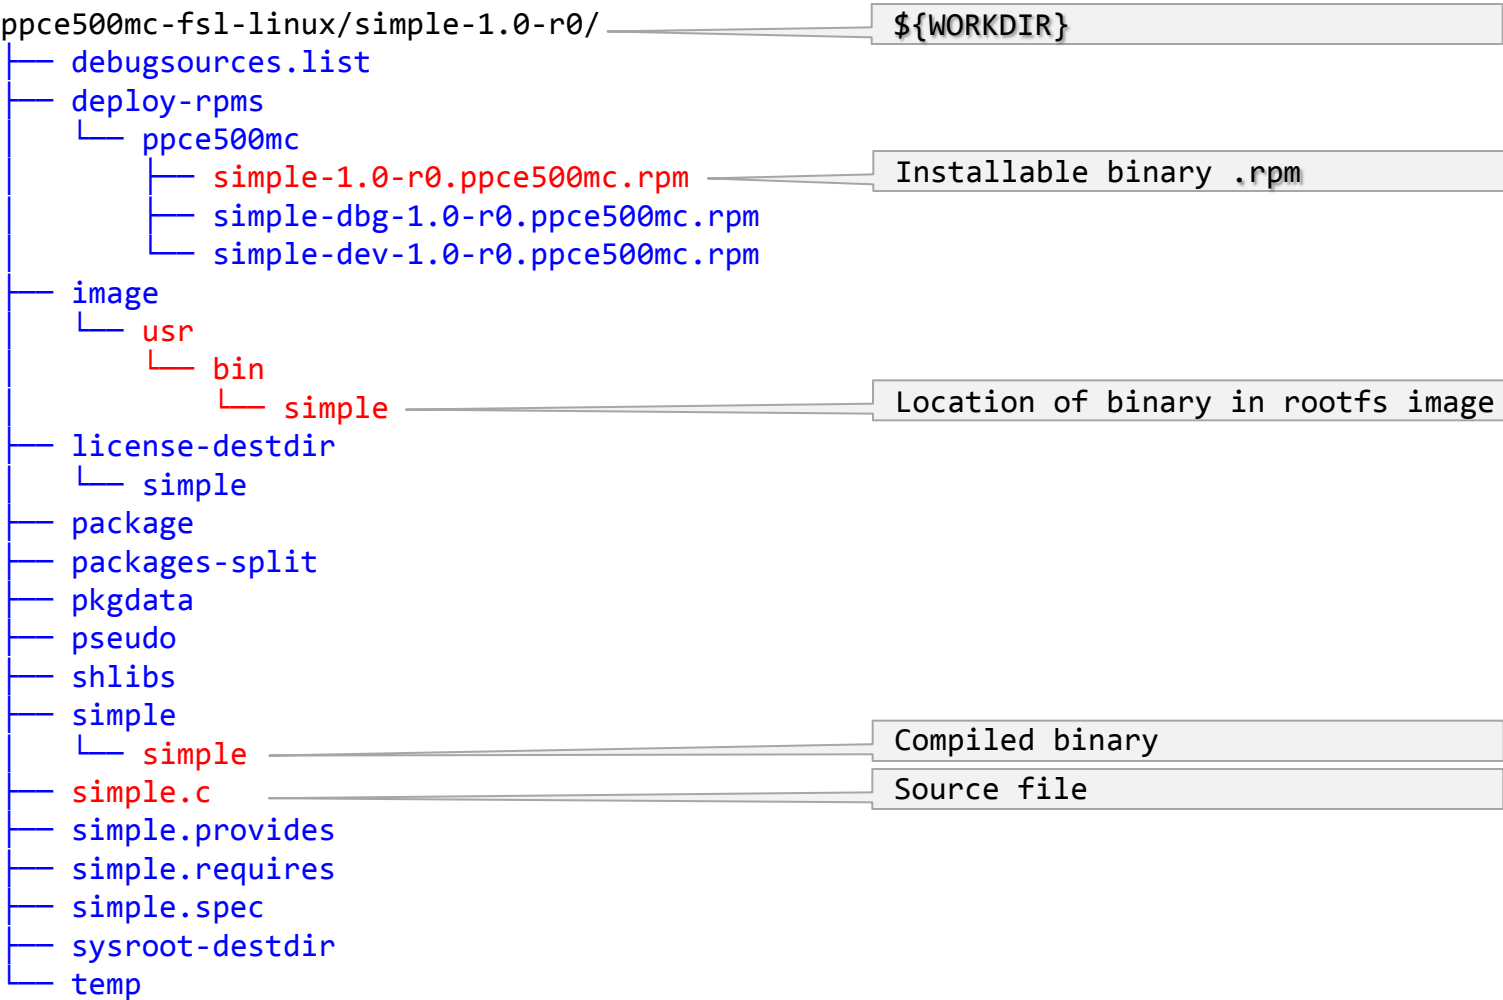 ppce500mc-fsl-linux/simple-1.0-r0/ ${WORKDIR}
├── debugsources.list
├── deploy-rpms
│   └── ppce500mc
│       ├── simple-1.0-r0.ppce500mc.rpm Installable binary .rpm
│       ├── simple-dbg-1.0-r0.ppce500mc.rpm
│       └── simple-dev-1.0-r0.ppce500mc.rpm
├── image
│   └── usr
│       └── bin
│           └── simple Location of binary in rootfs image
├── license-destdir
│   └── simple
├── package
├── packages-split
├── pkgdata
├── pseudo
├── shlibs
├── simple
│   └── simple Compiled binary
├── simple.c Source file
├── simple.provides
├── simple.requires
├── simple.spec
├── sysroot-destdir
└── temp